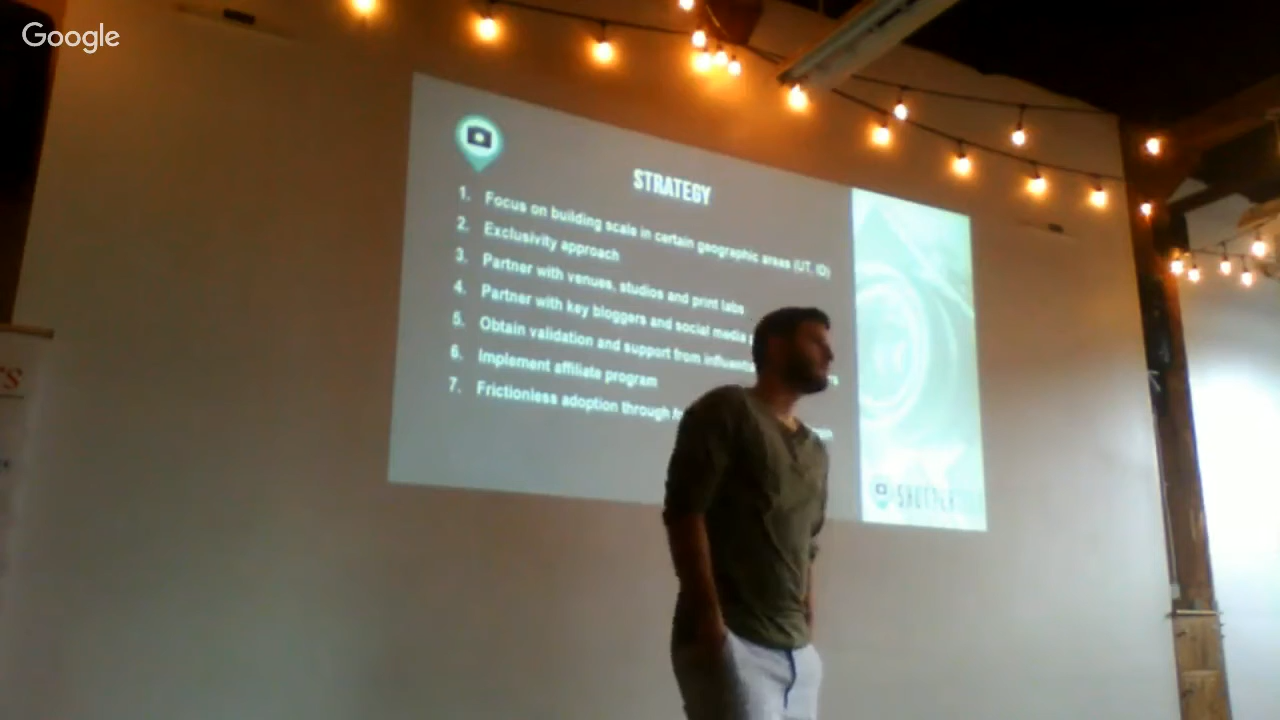 Google
STRATEGY
1. Focus on building scale in certain geographic areas (UT, ID)
2. Exclusivity approach
3. Partner with venues, studios and print labs
4. Partner with key bloggers and social media
5. Obtain validation and support from
6. Implement affiliate program
7. Frictionless adoption through